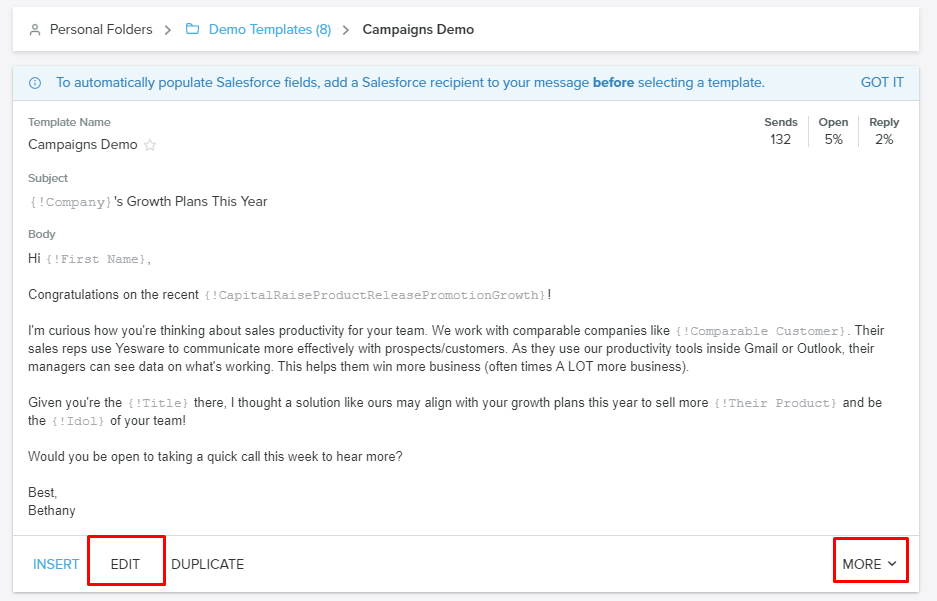 Personal Folders > Demo Templates (8) > Campaigns Demo
To automatically populate Salesforce fields, add a Salesforce recipient to your message before selecting a template. GOT IT
Template Name
Campaigns Demo
Sends Open Reply
132 5% 2%
Subject
{!Company}'s Growth Plans This Year
Body
Hi {!First Name},
Congratulations on the recent {!CapitalRaiseProductReleasePromotionGrowth}!
I'm curious how you're thinking about sales productivity for your team. We work with comparable companies like {!Comparable Customer}. Their
sales reps use Yesware to communicate more effectively with prospects/customers. As they use our productivity tools inside Gmail or Outlook, their
managers can see data on what's working. This helps them win more business (often times A LOT more business).
Given you're the {!Title} there, I thought a solution like ours may align with your growth plans this year to sell more {!Their Product} and be
the {!Idol} of your team!
Would you be open to taking a quick call this week to hear more?
Best,
Bethany
INSERT EDIT DUPLICATE MORE